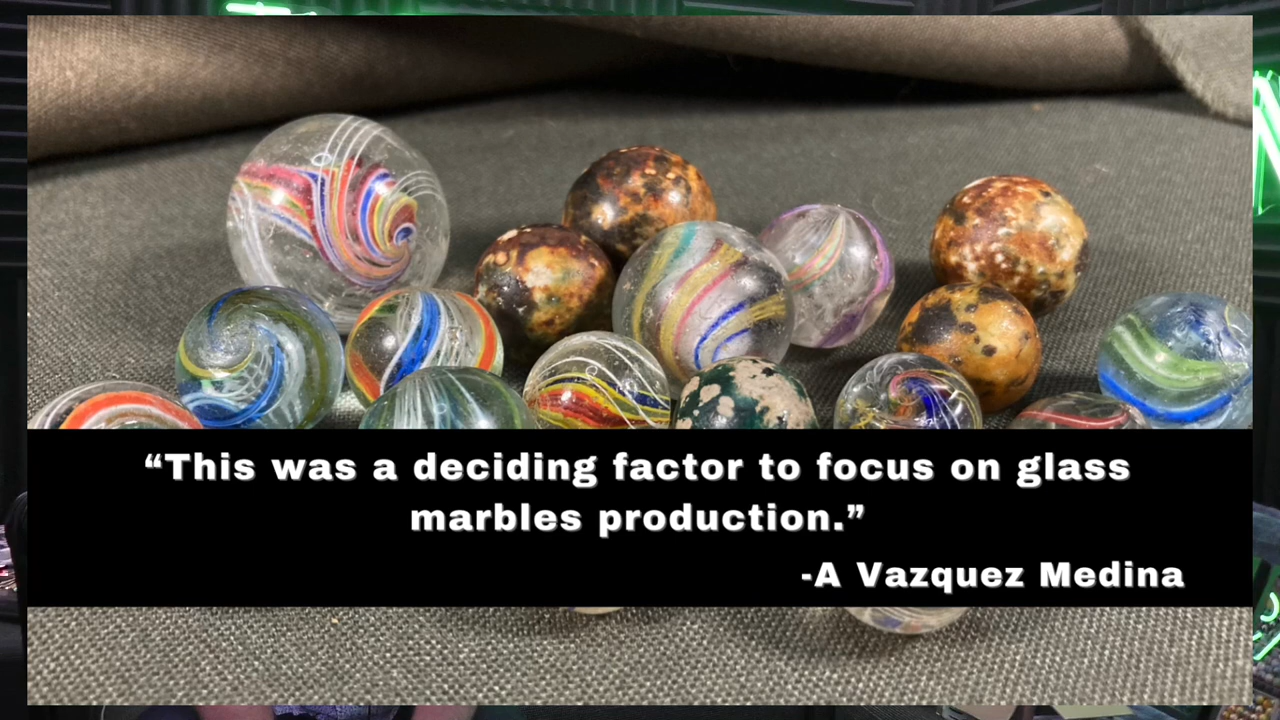 “This was a deciding factor to focus on glass
marbles production.”
-A Vazquez Medina